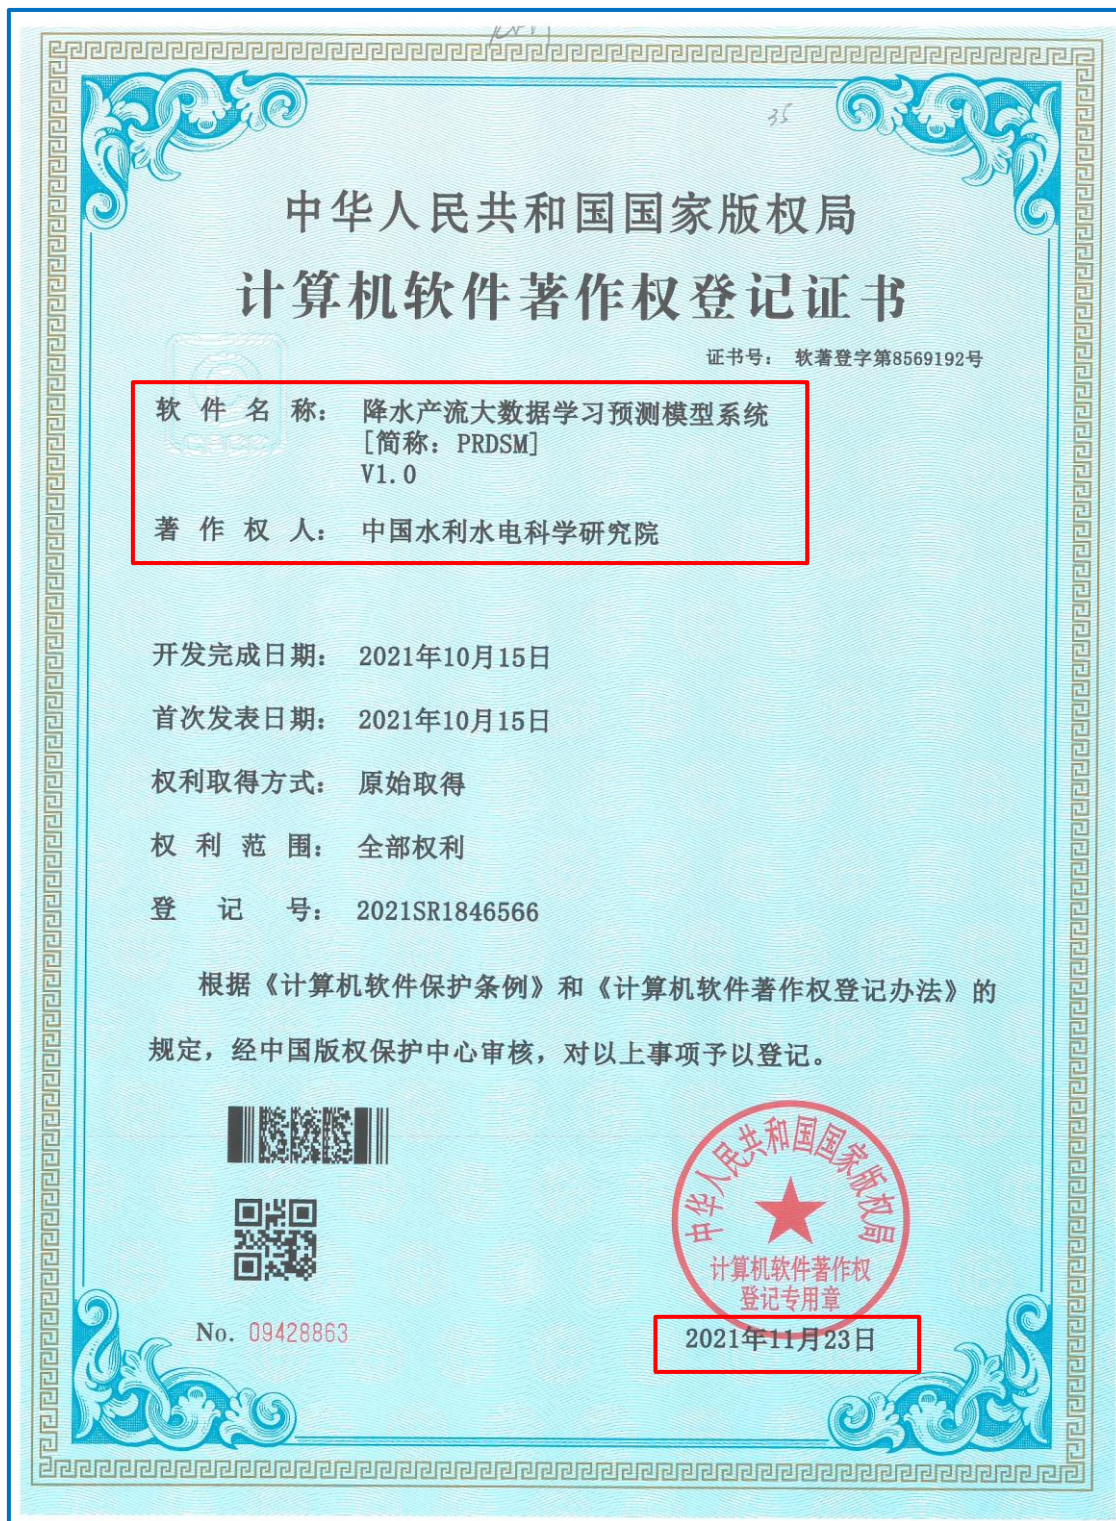 35
中华人民共和国国家版权局
计算机软件著作权登记证书
证书号： 软著登字第8569192号
软件名称： 降水产流大数据学习预测模型系统
[简称：PRDSM]
V1.0
著作权人： 中国水利水电科学研究院
开发完成日期： 2021年10月15日
首次发表日期： 2021年10月15日
权利取得方式： 原始取得
权利范围： 全部权利
登记号： 2021SR1846566
根据《计算机软件保护条例》和《计算机软件著作权登记办法》的
规定，经中国版权保护中心审核，对以上事项予以登记。
中华人民共和国国家版权局
计算机软件著作权
登记专用章
No. 09428863
2021年11月23日